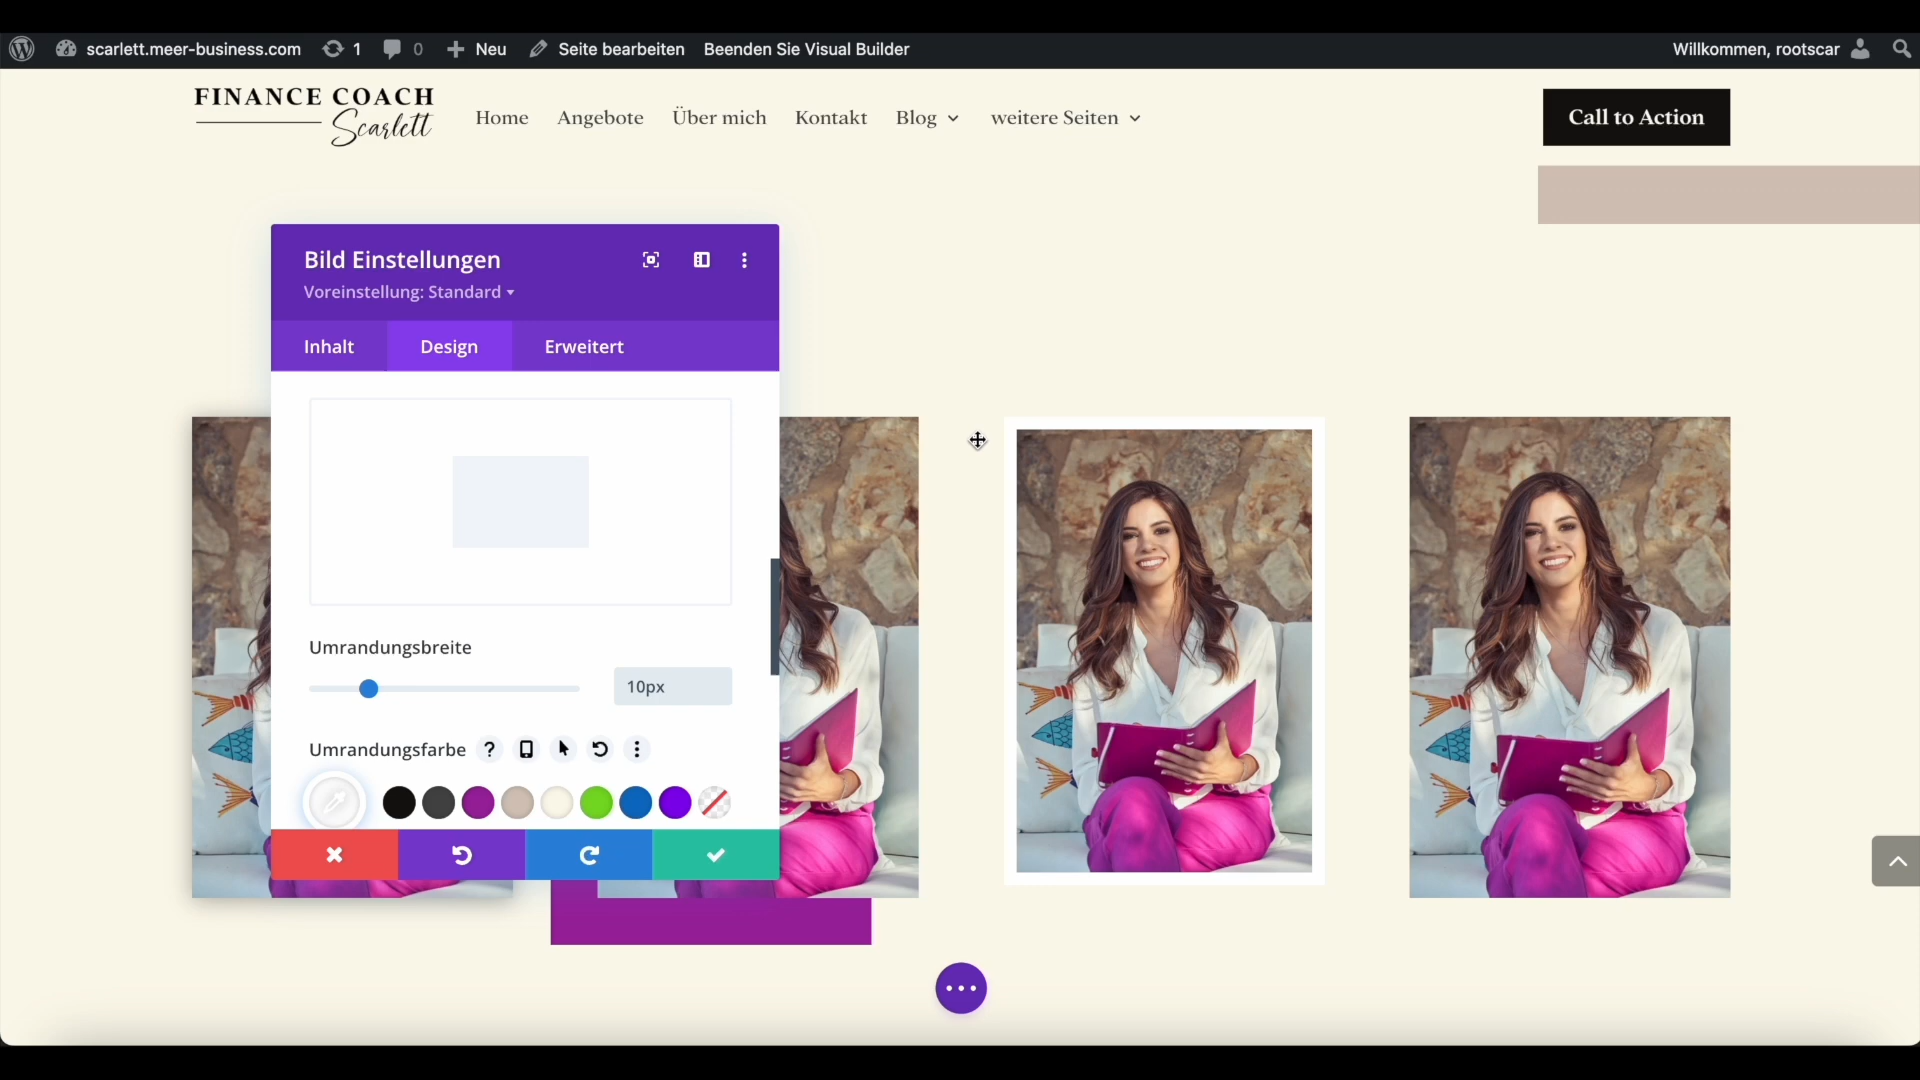 scarlett.meer-business.com 1 0 Neu Seite bearbeiten Beenden Sie Visual Builder Willkommen, rootscar
FINANCE COACH
Scarlett
Home Angebote Über mich Kontakt Blog weitere Seiten Call to Action
Bild Einstellungen
Voreinstellung: Standard
Inhalt Design Erweitert
Umrandungsbreite
10px
Umrandungsfarbe ?